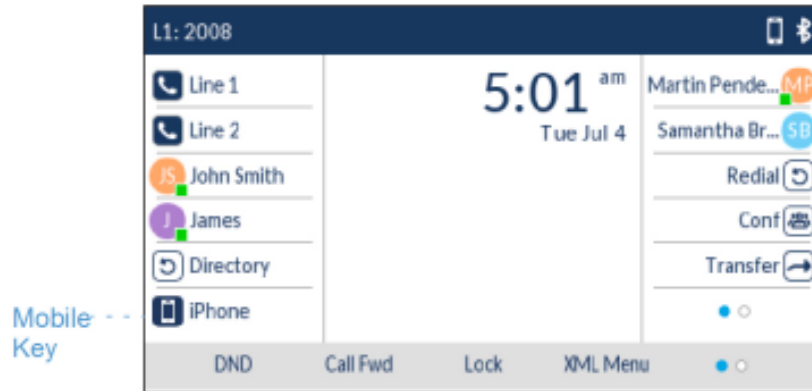 L1: 2008
Line 1
Line 2
JS John Smith
J James
Directory
iPhone
5:01 am
Tue Jul 4
Martin Pende... MP
Samantha Br... SB
Redial
Conf
Transfer
Mobile
Key
DND Call Fwd Lock XML Menu